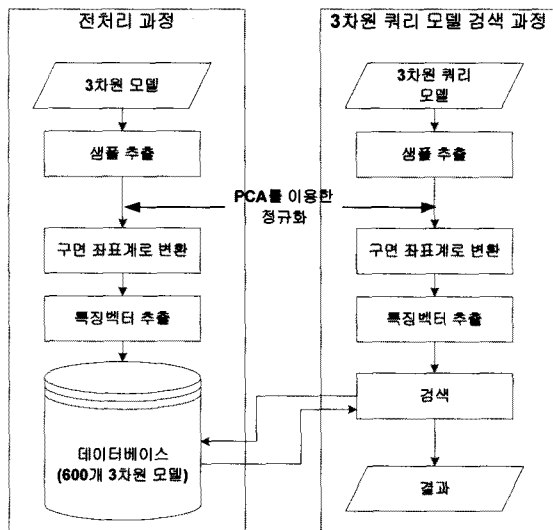 전처리 과정
3차원 모델
샘플 추출
구면 좌표계로 변환
특징벡터 추출
데이터베이스
(600개 3차원 모델)
PCA를 이용한
정규화
3차원 쿼리 모델 검색 과정
3차원 쿼리
모델
샘플 추출
구면 좌표계로 변환
특징벡터 추출
검색
결과